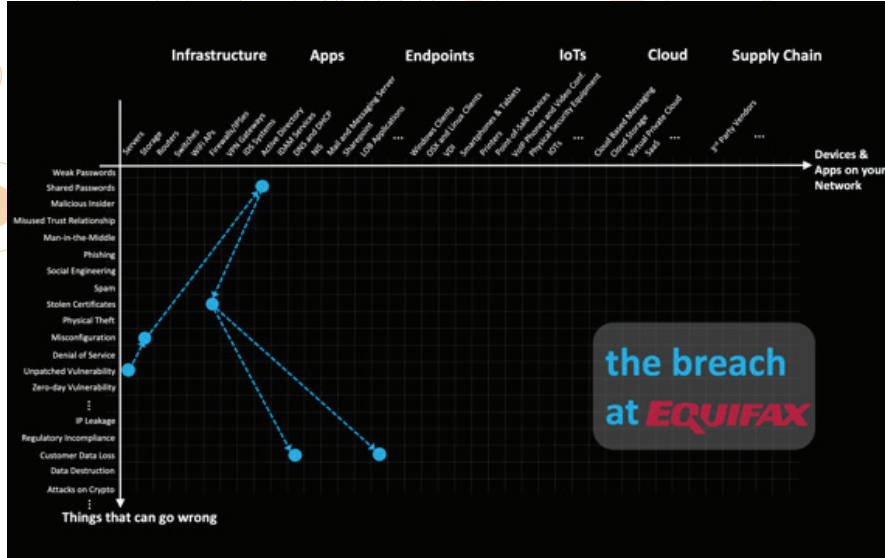 Infrastructure Apps Endpoints IoTs Cloud Supply Chain
Servers
Storage
Routers
Switches
WiFi APs
Firewalls/IPSes
VPN Gateways
IDS Systems
Active Directory
IDAM Services
DNS and DHCP
NIS
Mail and Messaging Server
Sharepoint
LOB Applications
...
Windows Clients
OSX and Linux Clients
VDI
Smartphones & Tablets
Printers
Point-of-Sale Devices
VoIP Phones and Video Conf.
Physical Security Equipment
IOTs
...
Cloud Based Messaging
Cloud Storage
Virtual Private Cloud
SaaS
...
3rd Party Vendors
...
Devices &
Apps on your
Network
Weak Passwords
Shared Passwords
Malicious Insider
Misused Trust Relationship
Man-in-the-Middle
Phishing
Social Engineering
Spam
Stolen Certificates
Physical Theft
Misconfiguration
Denial of Service
Unpatched Vulnerability
Zero-day Vulnerability
⋮
IP Leakage
Regulatory Incompliance
Customer Data Loss
Data Destruction
Attacks on Crypto
⋮
Things that can go wrong
the breach
at EQUIFAX